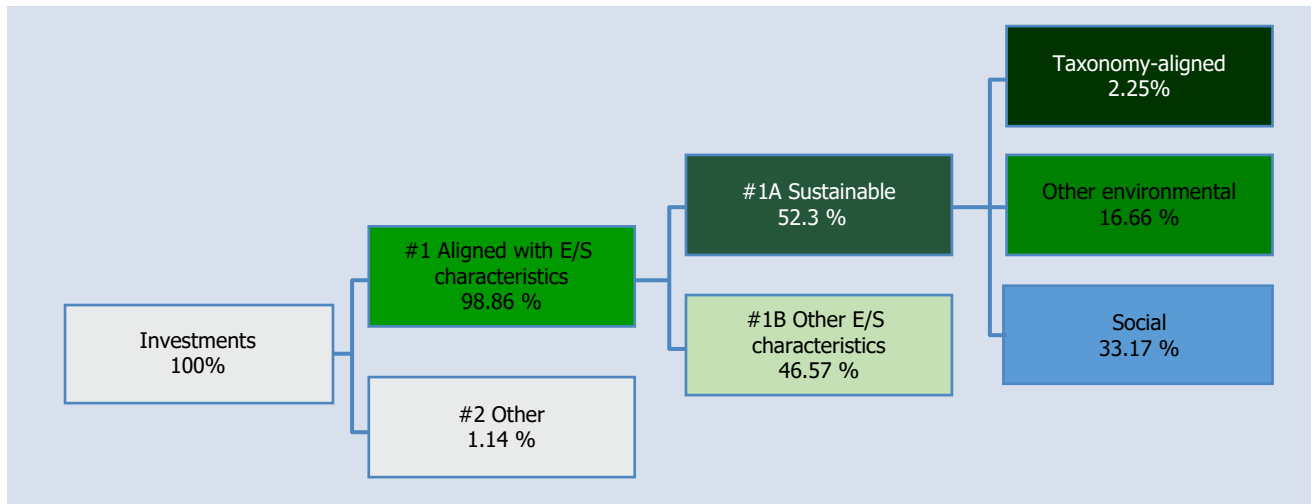 Investments
100%
#1 Aligned with E/S
characteristics
98.86 %
#2 Other
1.14 %
#1A Sustainable
52.3 %
#1B Other E/S
characteristics
46.57 %
Taxonomy-aligned
2.25%
Other environmental
16.66 %
Social
33.17 %